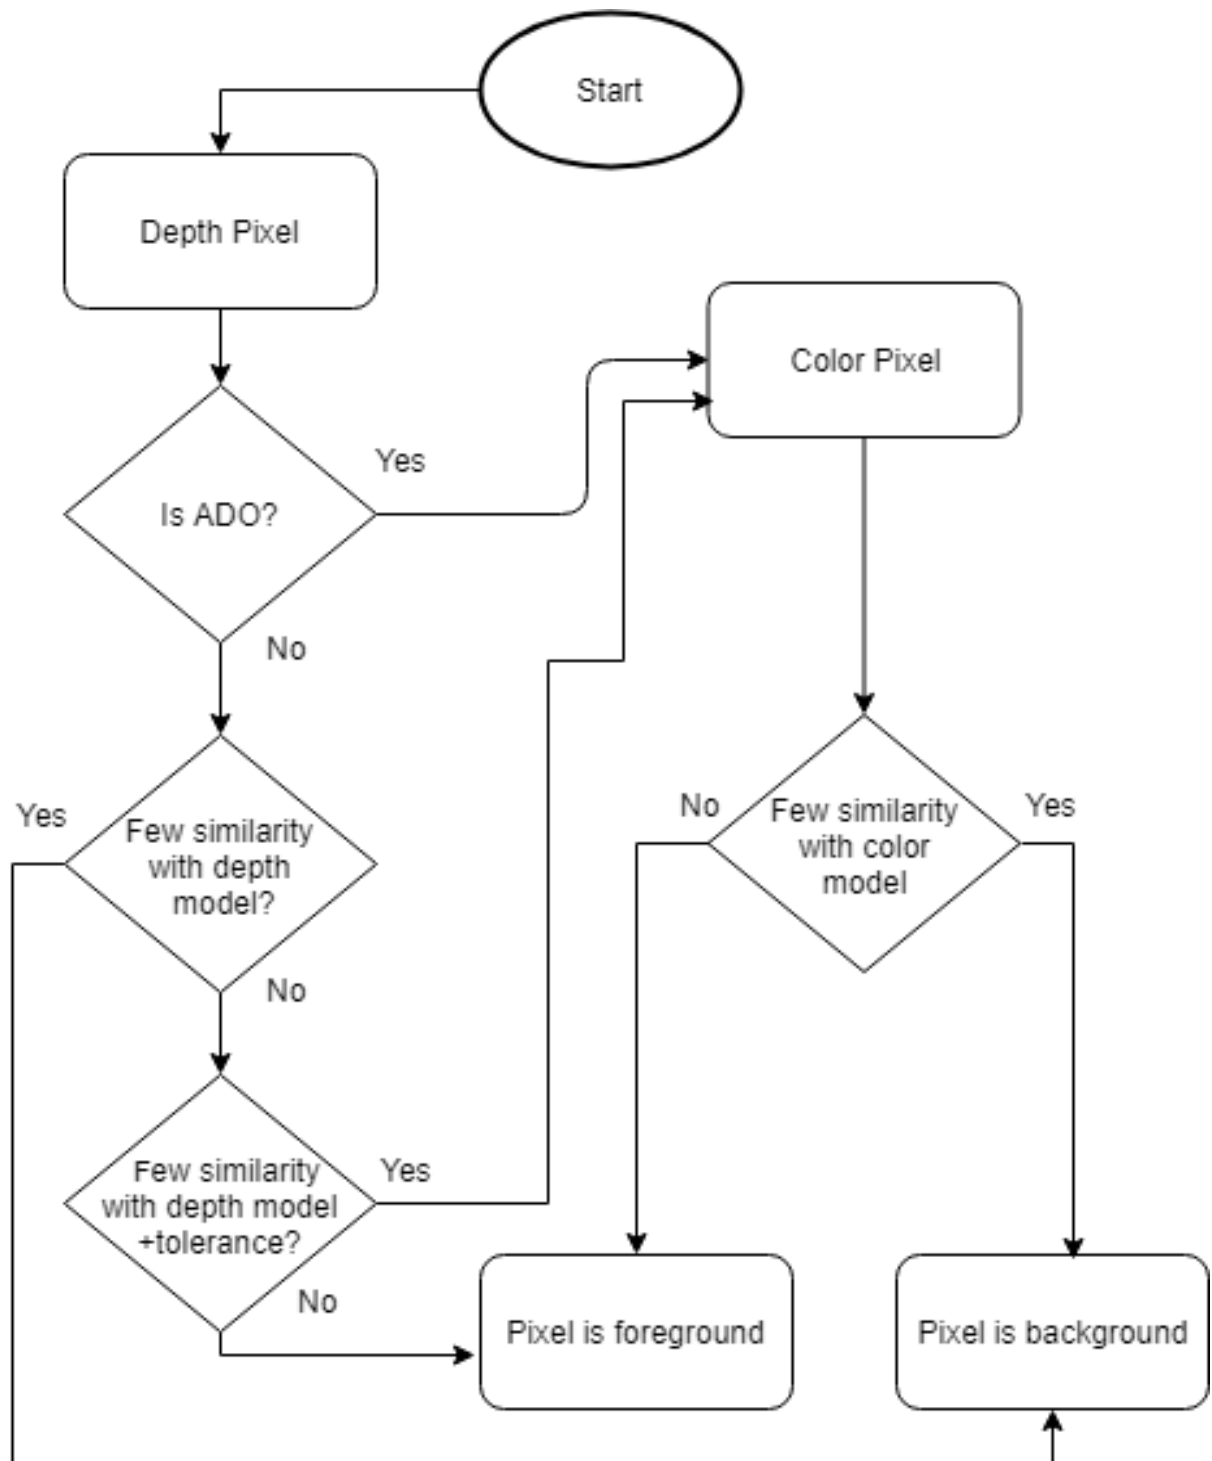 Start
Depth Pixel
Color Pixel
Yes
Is ADO?
No
Yes
Few similarity
with depth
model?
No
No
Few similarity
with color
model
Yes
Few similarity
with depth model
+tolerance?
Yes
No
Pixel is foreground
Pixel is background